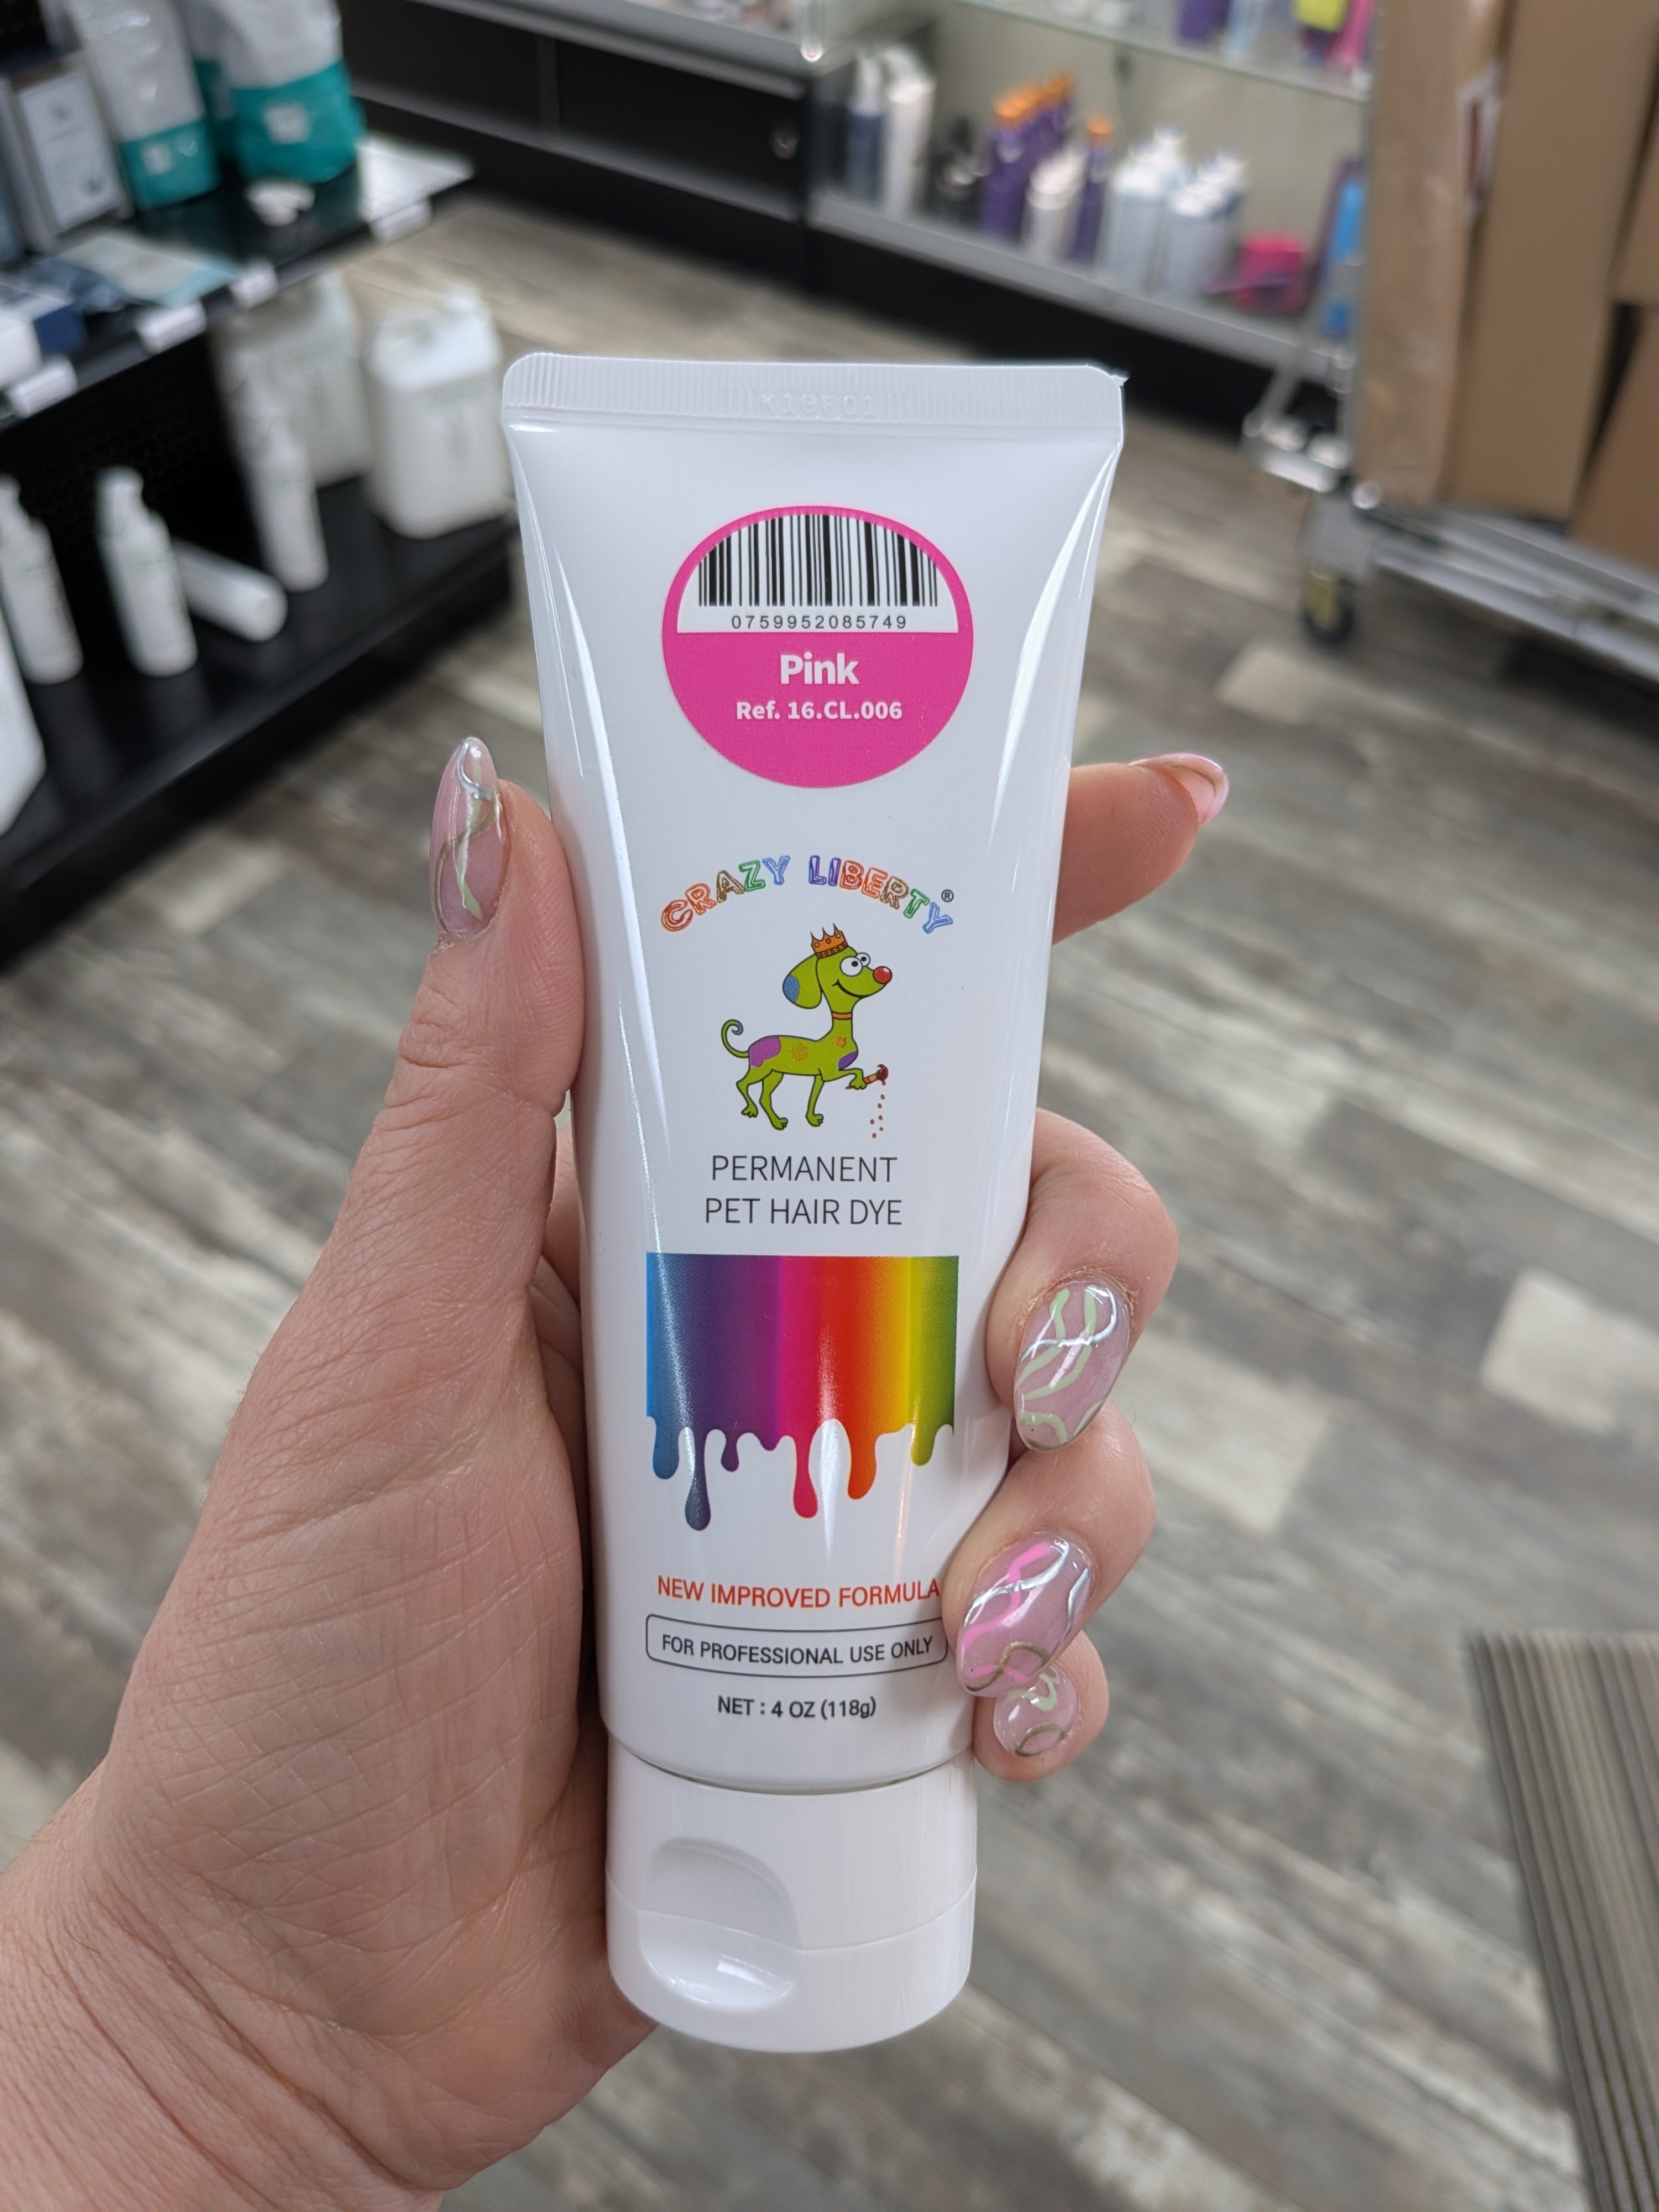 K18F01
0759952085749
Pink
Ref. 16.CL.006
CRAZY LIBERTY®
PERMANENT
PET HAIR DYE
NEW IMPROVED FORMULA
FOR PROFESSIONAL USE ONLY
NET : 4 OZ (118g)